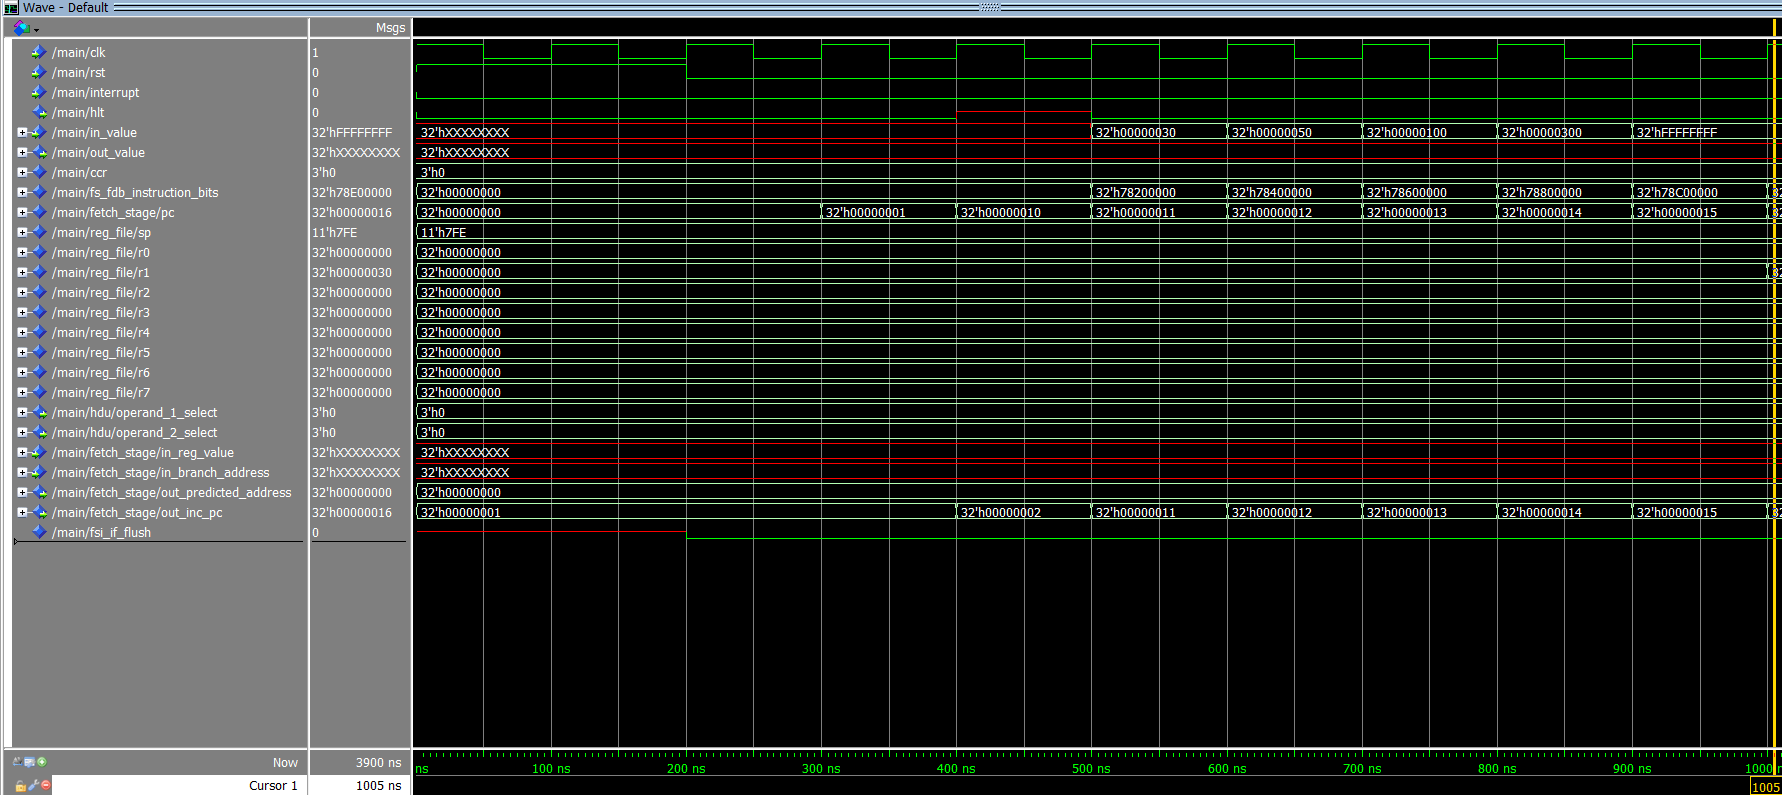 Wave - Default
Msgs
/main/clk 1
/main/rst 0
/main/interrupt 0
/main/hlt 0
/main/in_value 32'hFFFFFFFF 32'hXXXXXXXX 32'h00000030 32'h00000050 32'h00000100 32'h00000300 32'hFFFFFFFF
/main/out_value 32'hXXXXXXXX 32'hXXXXXXXX
/main/ccr 3'h0 3'h0
/main/fs_fdb_instruction_bits 32'h78E00000 32'h00000000 32'h78200000 32'h78400000 32'h78600000 32'h78800000 32'h78C00000
/main/fetch_stage/pc 32'h00000016 32'h00000000 32'h00000001 32'h00000010 32'h00000011 32'h00000012 32'h00000013 32'h00000014 32'h00000015
/main/reg_file/sp 11'h7FE 11'h7FE
/main/reg_file/r0 32'h00000000 32'h00000000
/main/reg_file/r1 32'h00000030 32'h00000000
/main/reg_file/r2 32'h00000000 32'h00000000
/main/reg_file/r3 32'h00000000 32'h00000000
/main/reg_file/r4 32'h00000000 32'h00000000
/main/reg_file/r5 32'h00000000 32'h00000000
/main/reg_file/r6 32'h00000000 32'h00000000
/main/reg_file/r7 32'h00000000 32'h00000000
/main/hdu/operand_1_select 3'h0 3'h0
/main/hdu/operand_2_select 3'h0 3'h0
/main/fetch_stage/in_reg_value 32'hXXXXXXXX 32'hXXXXXXXX
/main/fetch_stage/in_branch_address 32'hXXXXXXXX 32'hXXXXXXXX
/main/fetch_stage/out_predicted_address 32'h00000000 32'h00000000
/main/fetch_stage/out_inc_pc 32'h00000016 32'h00000001 32'h00000002 32'h00000011 32'h00000012 32'h00000013 32'h00000014 32'h00000015
/main/fsi_if_flush 0
Now 3900 ns ns 100 ns 200 ns 300 ns 400 ns 500 ns 600 ns 700 ns 800 ns 900 ns 1000
Cursor 1 1005 ns 1005